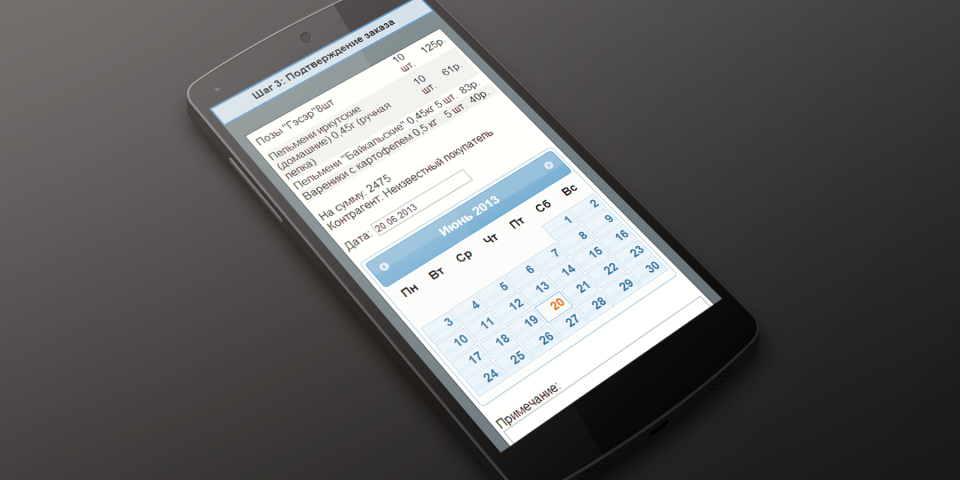 Шаг 3: Подтверждение заказа
Позы "Гэсэр"8шт 10 шт. 125р.
Пельмени иркутские (домашние) 0,45г (ручная лепка) 10 шт. 61р.
Пельмени "Байкальские" 0,45кг 5 шт. 83р.
Вареники с картофелем 0,5 кг 5 шт. 40р.
На сумму: 2475
Контрагент: Неизвестный покупатель
Дата: 20.06.2013
Июнь 2013
Пн Вт Ср Чт Пт Сб Вс
1 2
3 4 5 6 7 8 9
10 11 12 13 14 15 16
17 18 19 20 21 22 23
24 25 26 27 28 29 30
Примечание: